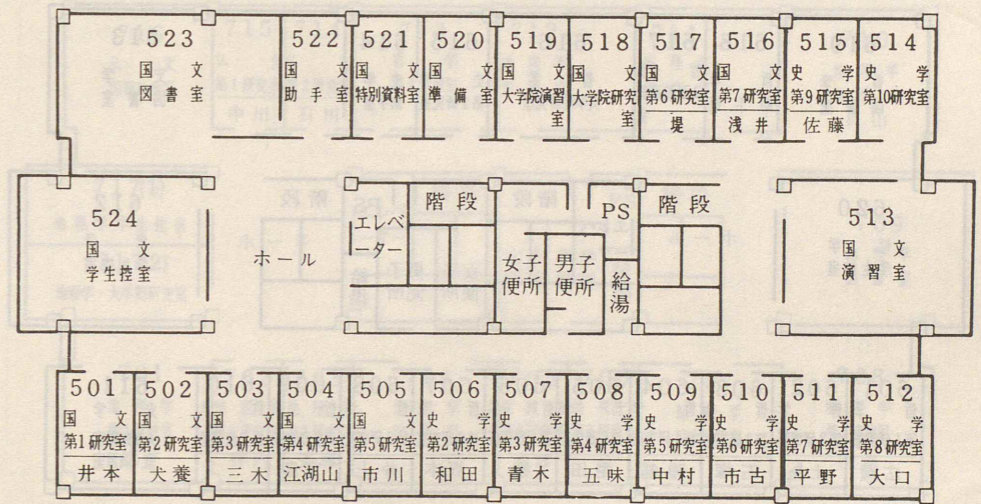 523
国文
図書室
522
国文
助手室
521
国文
特別資料室
520
国文
準備室
519
国文
大学院演習
室
518
国文
大学院研究
室
517
国文
第6研究室
堤
516
国文
第7研究室
浅井
515
史学
第9研究室
佐藤
514
史学
第10研究室
524
国文
学生控室
ホール
エレベ
ーター
階段
女子
便所
男子
便所
PS
給湯
階段
513
国文
演習室
501
国文
第1研究室
井本
502
国文
第2研究室
犬養
503
国文
第3研究室
三木
504
国文
第4研究室
江湖山
505
国文
第5研究室
市川
506
史学
第2研究室
和田
507
史学
第3研究室
青木
508
史学
第4研究室
五味
509
史学
第5研究室
中村
510
史学
第6研究室
市古
511
史学
第7研究室
平野
512
史学
第8研究室
大口